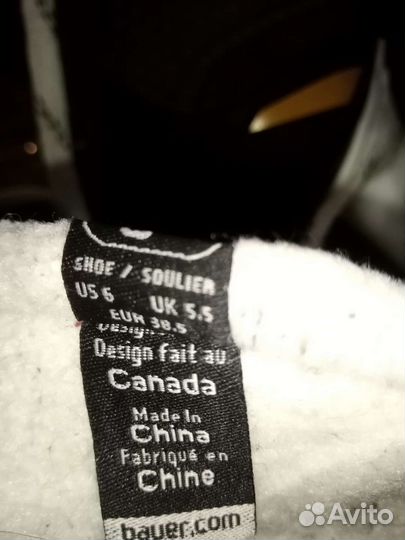 SHOE / SOULIER
US 6 UK 5.5
EUR 38.5
Design fait au
Canada
Made In
China
Fabriqué en
Chine
bauer.com
Avito